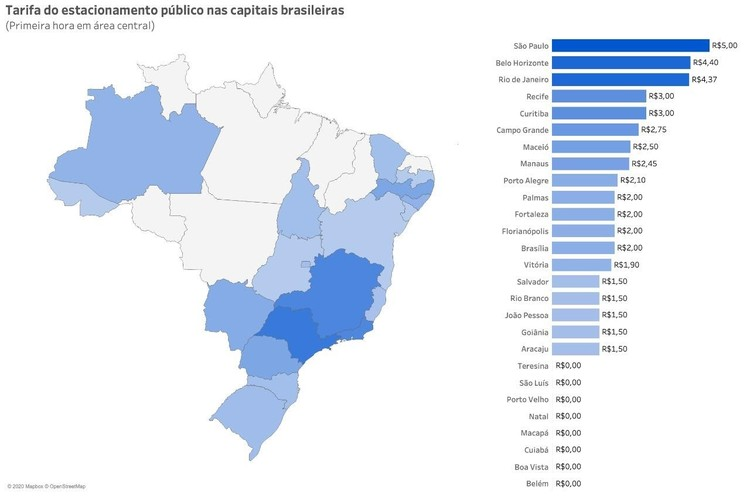 Tarifa do estacionamento público nas capitais brasileiras
(Primeira hora em área central)
São Paulo R$5,00
Belo Horizonte R$4,40
Rio de Janeiro R$4,37
Recife R$3,00
Curitiba R$3,00
Campo Grande R$2,75
Maceió R$2,50
Manaus R$2,45
Porto Alegre R$2,10
Palmas R$2,00
Fortaleza R$2,00
Florianópolis R$2,00
Brasília R$2,00
Vitória R$1,90
Salvador R$1,50
Rio Branco R$1,50
João Pessoa R$1,50
Goiânia R$1,50
Aracaju R$1,50
Teresina R$0,00
São Luís R$0,00
Porto Velho R$0,00
Natal R$0,00
Macapá R$0,00
Cuiabá R$0,00
Boa Vista R$0,00
Belém R$0,00
© 2020 Mapbox © OpenStreetMap